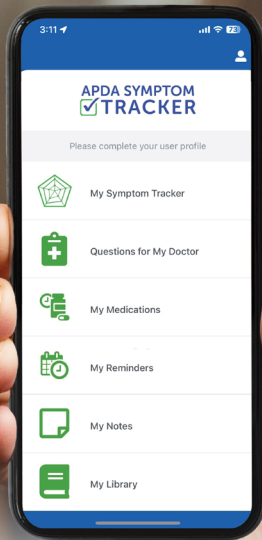 3:11
73
APDA SYMPTOM
TRACKER
Please complete your user profile
My Symptom Tracker
Questions for My Doctor
My Medications
My Reminders
My Notes
My Library